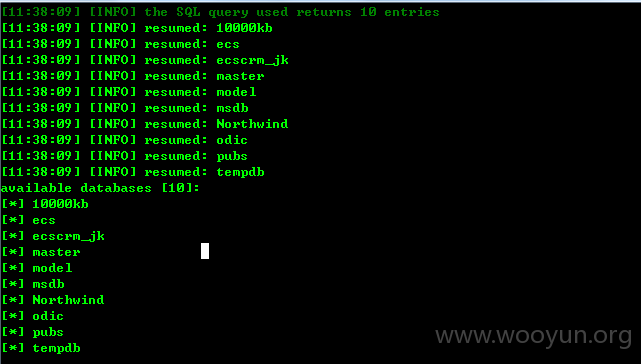 [11:38:09] [INFO] the SQL query used returns 10 entries
[11:38:09] [INFO] resumed: 10000kb
[11:38:09] [INFO] resumed: ecs
[11:38:09] [INFO] resumed: ecscrm_jk
[11:38:09] [INFO] resumed: master
[11:38:09] [INFO] resumed: model
[11:38:09] [INFO] resumed: msdb
[11:38:09] [INFO] resumed: Northwind
[11:38:09] [INFO] resumed: odic
[11:38:09] [INFO] resumed: pubs
[11:38:09] [INFO] resumed: tempdb
available databases [10]:
[*] 10000kb
[*] ecs
[*] ecscrm_jk
[*] master
[*] model
[*] msdb
[*] Northwind
[*] odic
[*] pubs
[*] tempdb
www.wooyun.org